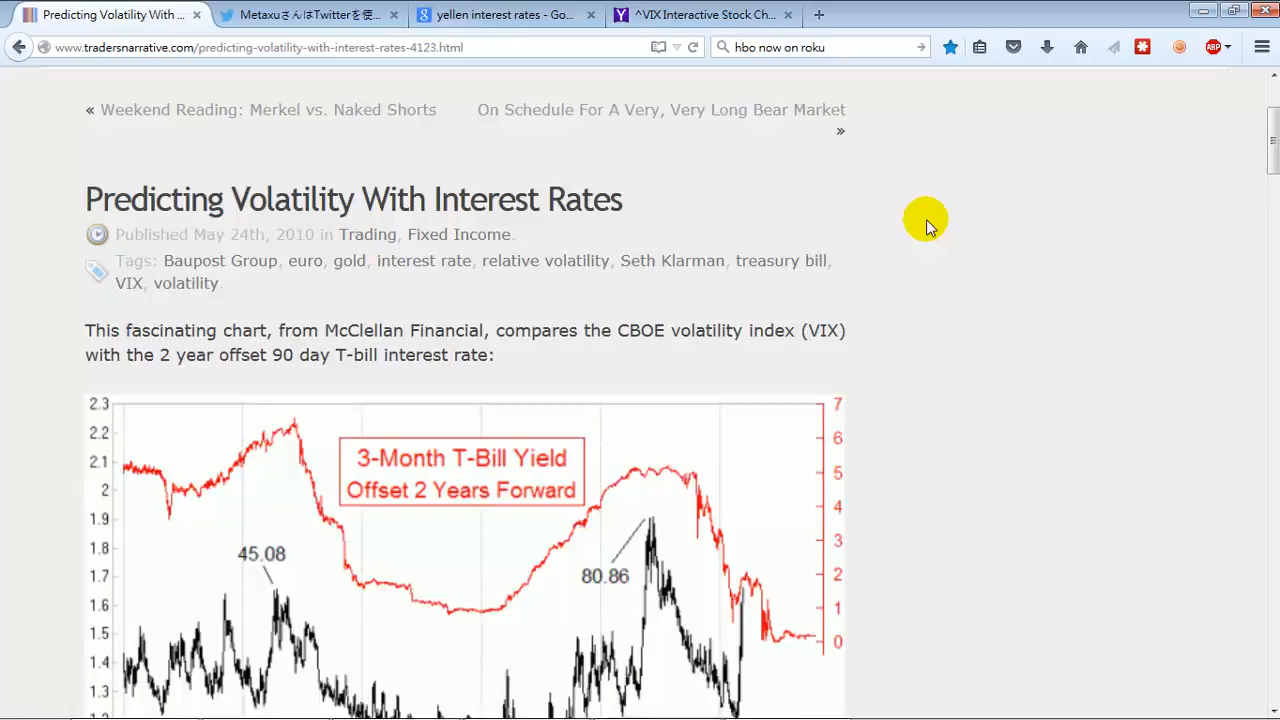 Predicting Volatility With ...
MetaxuさんはTwitterを使...
yellen interest rates - Go...
^VIX Interactive Stock Ch...
www.tradersnarrative.com/predicting-volatility-with-interest-rates-4123.html
hbo now on roku
ABP
« Weekend Reading: Merkel vs. Naked Shorts
On Schedule For A Very, Very Long Bear Market
»
Predicting Volatility With Interest Rates
Published May 24th, 2010 in Trading, Fixed Income.
Tags: Baupost Group, euro, gold, interest rate, relative volatility, Seth Klarman, treasury bill,
VIX, volatility.
This fascinating chart, from McClellan Financial, compares the CBOE volatility index (VIX)
with the 2 year offset 90 day T-bill interest rate:
2.3
2.2
2.1
2
1.9
1.8
1.7
1.6
1.5
1.4
1.3
3-Month T-Bill Yield
Offset 2 Years Forward
45.08
80.86
7
6
5
4
3
2
1
0